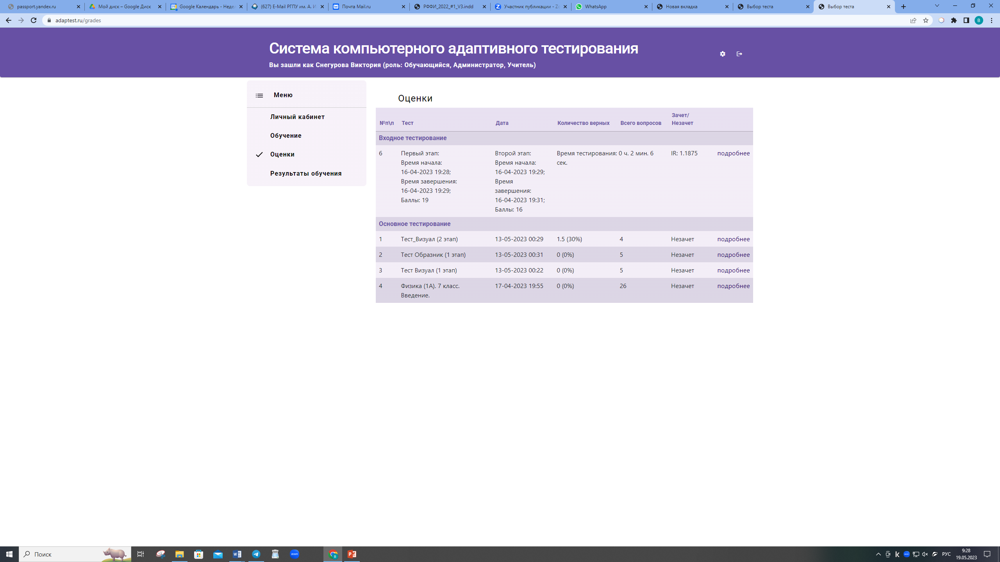 passport.yandex.ru
Мой диск – Google Диск
Google Календарь - Неде
(627) E-Mail РГПУ им. А. И
Почта Mail.ru
РФФИ_2022_#1_V3.indd
Участник публикации - Zo
WhatsApp
Новая вкладка
Выбор теста
Выбор теста
adaptest.ru/grades
B
Система компьютерного адаптивного тестирования
Вы зашли как Снегурова Виктория (роль: Обучающийся, Администратор, Учитель)
Меню
Личный кабинет
Обучение
Оценки
Результаты обучения
Оценки
№п\п Тест Дата Количество верных Всего вопросов Зачет/
Незачет
Входное тестирование
6
Первый этап:
Время начала:
16-04-2023 19:28;
Время завершения:
16-04-2023 19:29;
Баллы: 19
Второй этап:
Время начала:
16-04-2023 19:29;
Время
завершения:
16-04-2023 19:31;
Баллы: 16
Время тестирования: 0 ч. 2 мин. 6
сек.
IR: 1.1875
подробнее
Основное тестирование
1 Тест_Визуал (2 этап) 13-05-2023 00:29 1.5 (30%) 4 Незачет подробнее
2 Тест Образник (1 этап) 13-05-2023 00:31 0 (0%) 5 Незачет подробнее
3 Тест Визуал (1 этап) 13-05-2023 00:22 0 (0%) 5 Незачет подробнее
4 Физика (1А). 7 класс. 17-04-2023 19:55 0 (0%) 26 Незачет подробнее
Введение.
Поиск
zoom
РУС
9:28
19.05.2023